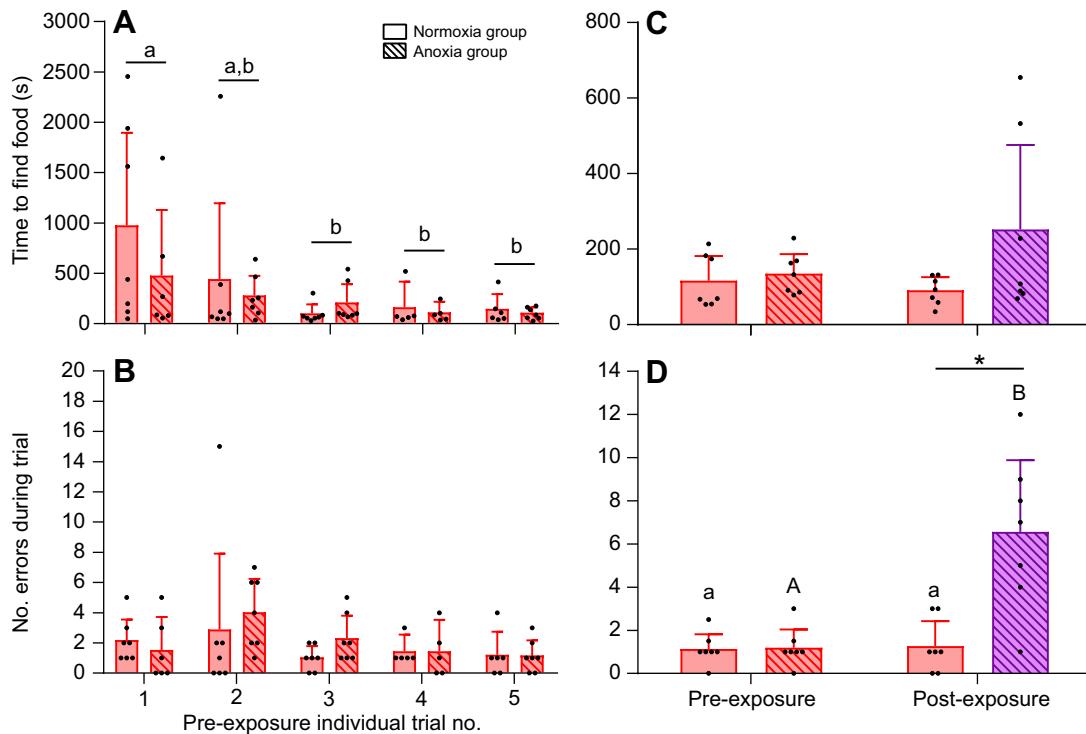 A
Normoxia group
Anoxia group
Time to find food (s)
3000
2500
2000
1500
1000
500
0
a
a,b
b
b
b
B
No. errors during trial
20
18
16
14
12
10
8
6
4
2
0
1
2
3
4
5
Pre-exposure individual trial no.
C
800
600
400
200
0
D
14
12
10
8
6
4
2
0
*
a
A
a
B
Pre-exposure
Post-exposure